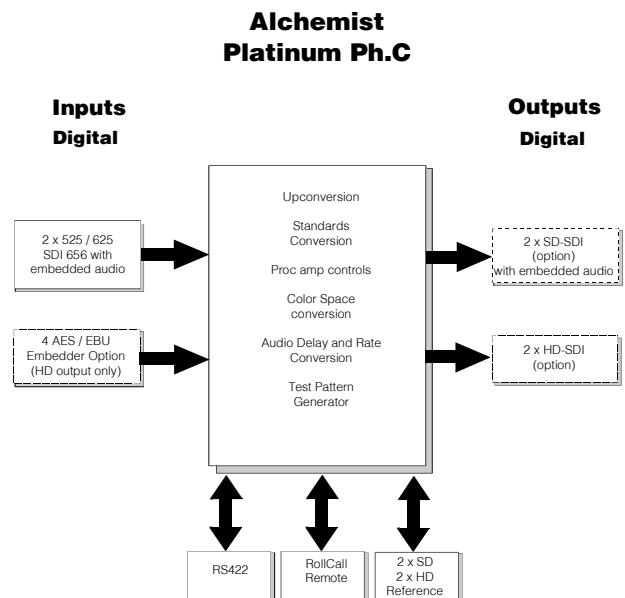 Alchemist
Platinum Ph.C
Inputs
Digital
Outputs
Digital
2 x 525 / 625
SDI 656 with
embedded audio
4 AES / EBU
Embedder Option
(HD output only)
Upconversion
Standards
Conversion
Proc amp controls
Color Space
conversion
Audio Delay and Rate
Conversion
Test Pattern
Generator
2 x SD-SDI
(option)
with embedded audio
2 x HD-SDI
(option)
RS422
RollCall
Remote
2 x SD
2 x HD
Reference